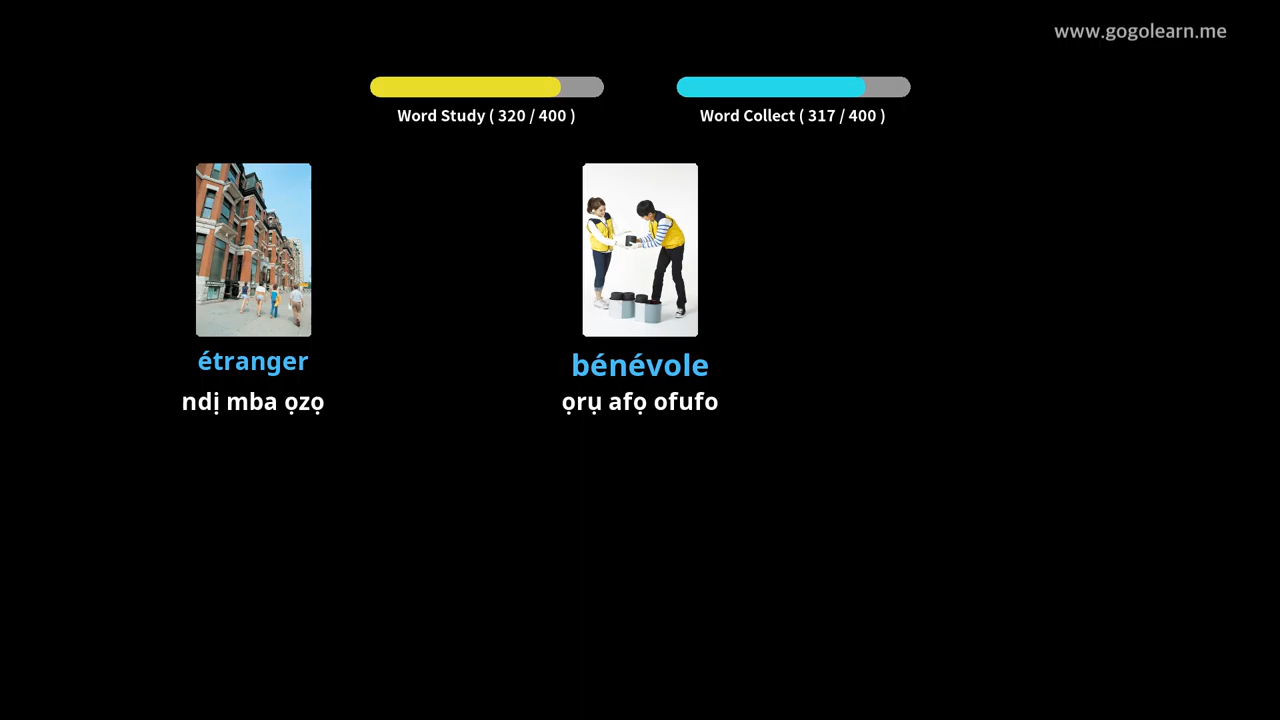 www.gogolearn.me
Word Study ( 320 / 400 )
Word Collect ( 317 / 400 )
étranger
ndị mba ọzọ
bénévole
ọrụ afọ ofufo